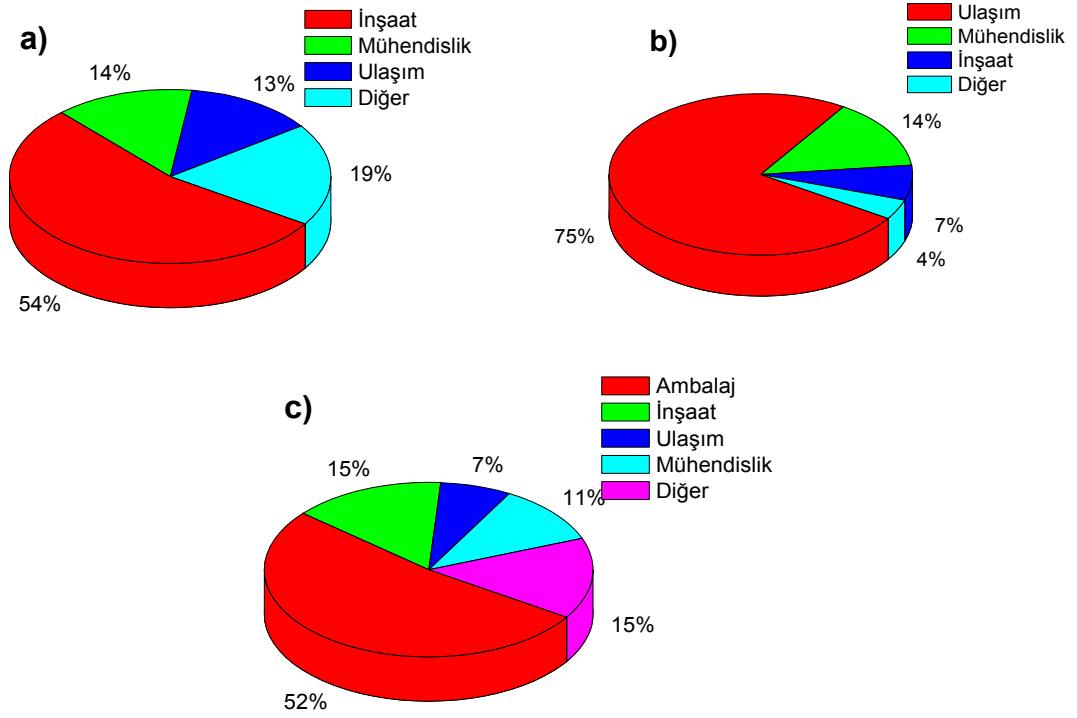 a)
İnşaat
Mühendislik
Ulaşım
Diğer
14%
13%
19%
54%
b)
Ulaşım
Mühendislik
İnşaat
Diğer
14%
7%
4%
75%
c)
Ambalaj
İnşaat
Ulaşım
Mühendislik
Diğer
15%
7%
11%
15%
52%